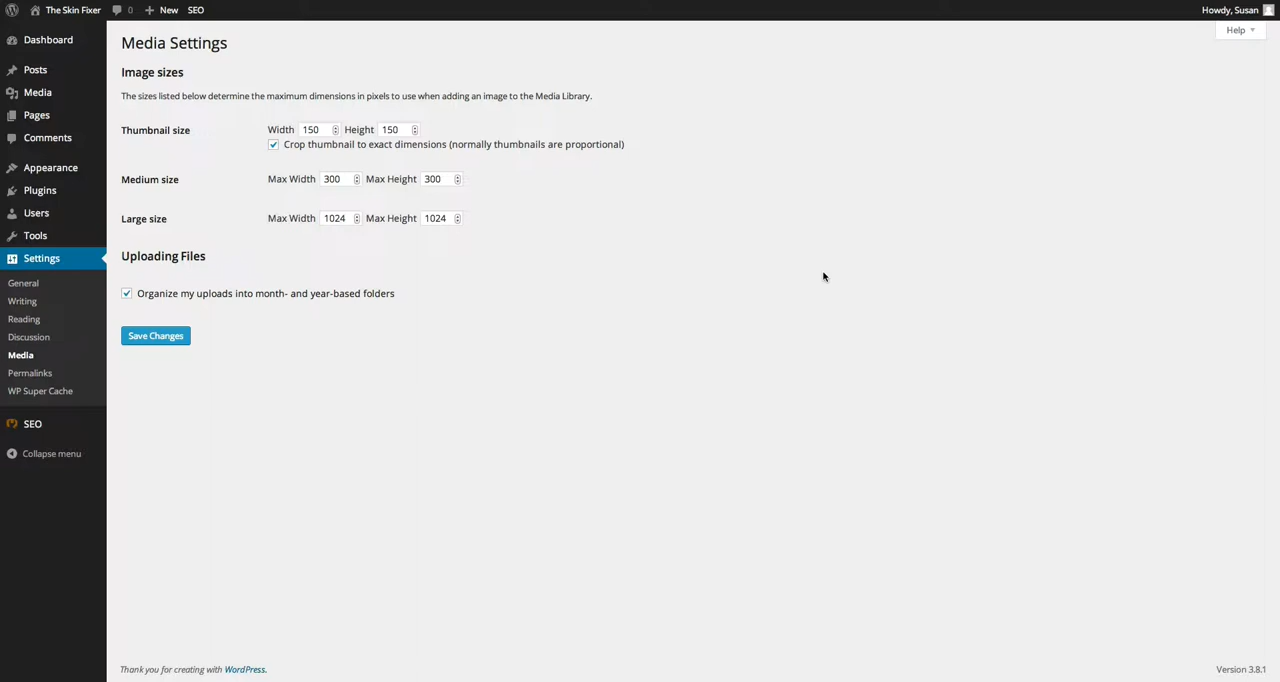 The Skin Fixer 0 New SEO Howdy, Susan
Help
Dashboard
Posts
Media
Pages
Comments
Appearance
Plugins
Users
Tools
Settings
General
Writing
Reading
Discussion
Media
Permalinks
WP Super Cache
SEO
Collapse menu
Media Settings
Image sizes
The sizes listed below determine the maximum dimensions in pixels to use when adding an image to the Media Library.
Thumbnail size Width 150 Height 150
Crop thumbnail to exact dimensions (normally thumbnails are proportional)
Medium size Max Width 300 Max Height 300
Large size Max Width 1024 Max Height 1024
Uploading Files
Organize my uploads into month- and year-based folders
Save Changes
Thank you for creating with WordPress. Version 3.8.1